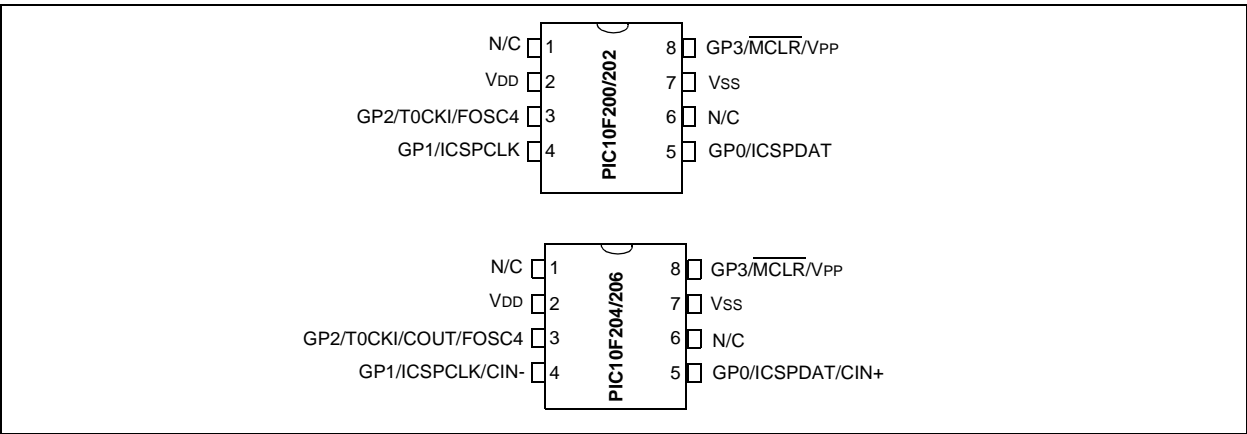 N/C 1 8 GP3/MCLR/VPP
VDD 2 7 VSS
GP2/T0CKI/FOSC4 3 6 N/C
GP1/ICSPCLK 4 5 GP0/ICSPDAT
PIC10F200/202
N/C 1 8 GP3/MCLR/VPP
VDD 2 7 VSS
GP2/T0CKI/COUT/FOSC4 3 6 N/C
GP1/ICSPCLK/CIN- 4 5 GP0/ICSPDAT/CIN+
PIC10F204/206